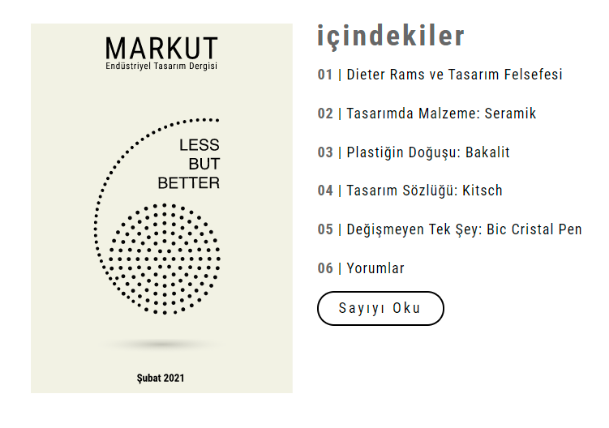 MARKUT
Endüstriyel Tasarım Dergisi
LESS
BUT
BETTER
Şubat 2021
içindekiler
01 | Dieter Rams ve Tasarım Felsefesi
02 | Tasarımda Malzeme: Seramik
03 | Plastiğin Doğuşu: Bakalit
04 | Tasarım Sözlüğü: Kitsch
05 | Değişmeyen Tek Şey: Bic Cristal Pen
06 | Yorumlar
Sayıyı Oku